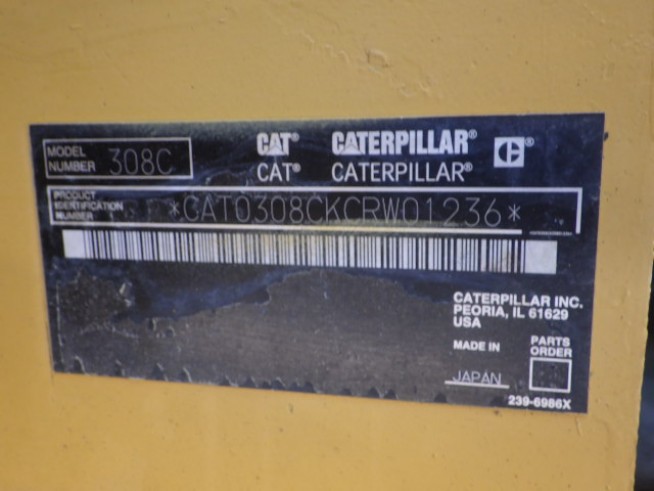 MODEL
NUMBER 308C
CAT® CATERPILLAR® C®
CAT® CATERPILLAR®
PRODUCT
IDENTIFICATION
NUMBER
*CAT0308CKCRW01236*
CATERPILLAR INC.
PEORIA, IL 61629
USA
MADE IN
JAPAN
PARTS
ORDER
239-6986X